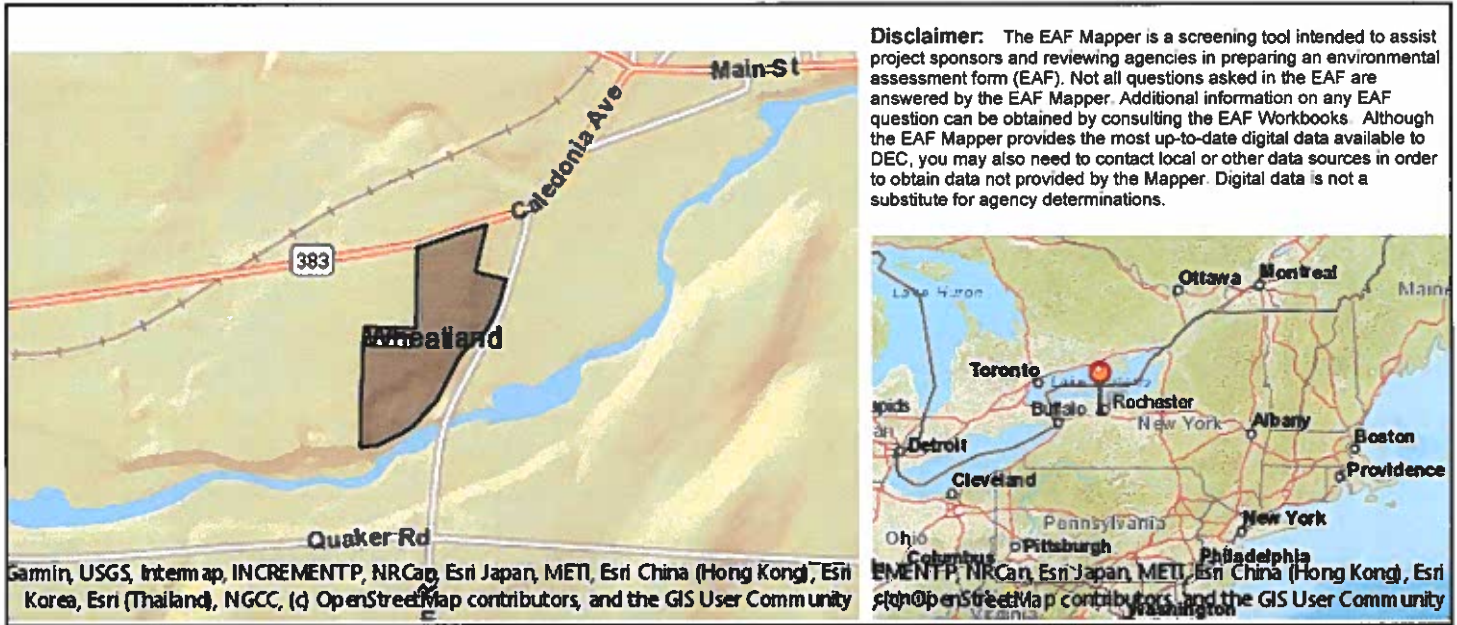 Main St
Caledonia Ave
383
Wheatland
Quaker Rd
Garmin, USGS, Intermap, INCREMENT P, NRCan, Esri Japan, METI, Esri China (Hong Kong), Esri
Korea, Esri (Thailand), NGCC, (c) OpenStreetMap contributors, and the GIS User Community
Disclaimer: The EAF Mapper is a screening tool intended to assist
project sponsors and reviewing agencies in preparing an environmental
assessment form (EAF). Not all questions asked in the EAF are
answered by the EAF Mapper. Additional information on any EAF
question can be obtained by consulting the EAF Workbooks. Although
the EAF Mapper provides the most up-to-date digital data available to
DEC, you may also need to contact local or other data sources in order
to obtain data not provided by the Mapper. Digital data is not a
substitute for agency determinations.
Lake Huron
Ottawa
Montreal
Maine
Toronto
Rochester
Buffalo
New York
Albany
Detroit
Boston
Providence
Cleveland
New York
Pennsylvania
Ohio
Pittsburgh
Philadelphia
Columbus
EMENT P, NRCan, Esri Japan, METI, Esri China (Hong Kong), Esri
(c) OpenStreetMap contributors, and the GIS User Community
Washington